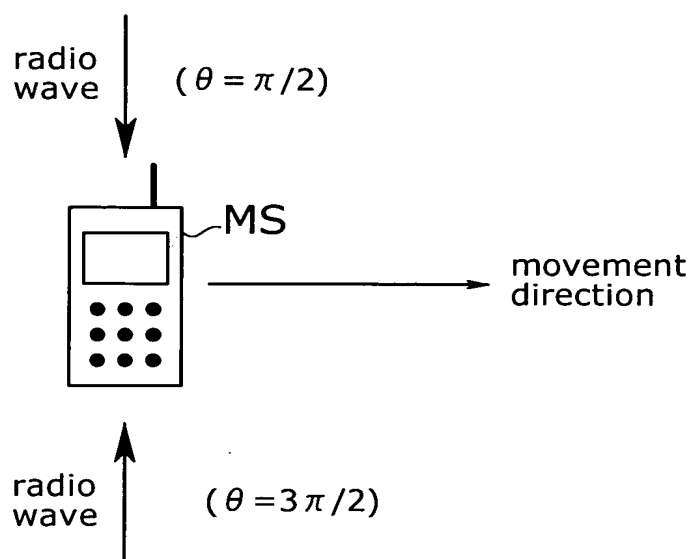 radio
wave
(θ=π/2)
MS
movement
direction
radio
wave
(θ=3π/2)